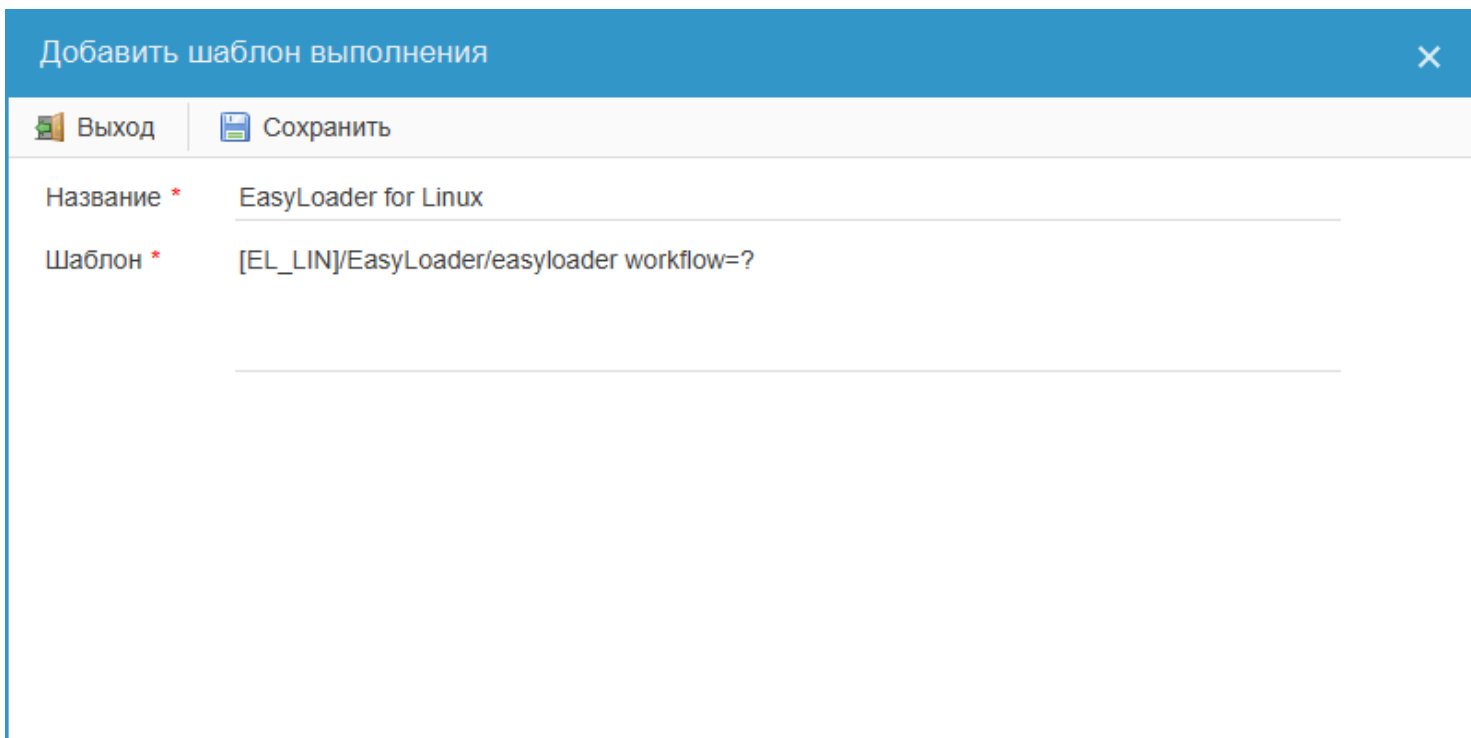 Добавить шаблон выполнения
Выход Сохранить
Название * EasyLoader for Linux
Шаблон * [EL_LIN]/EasyLoader/easyloader workflow=?